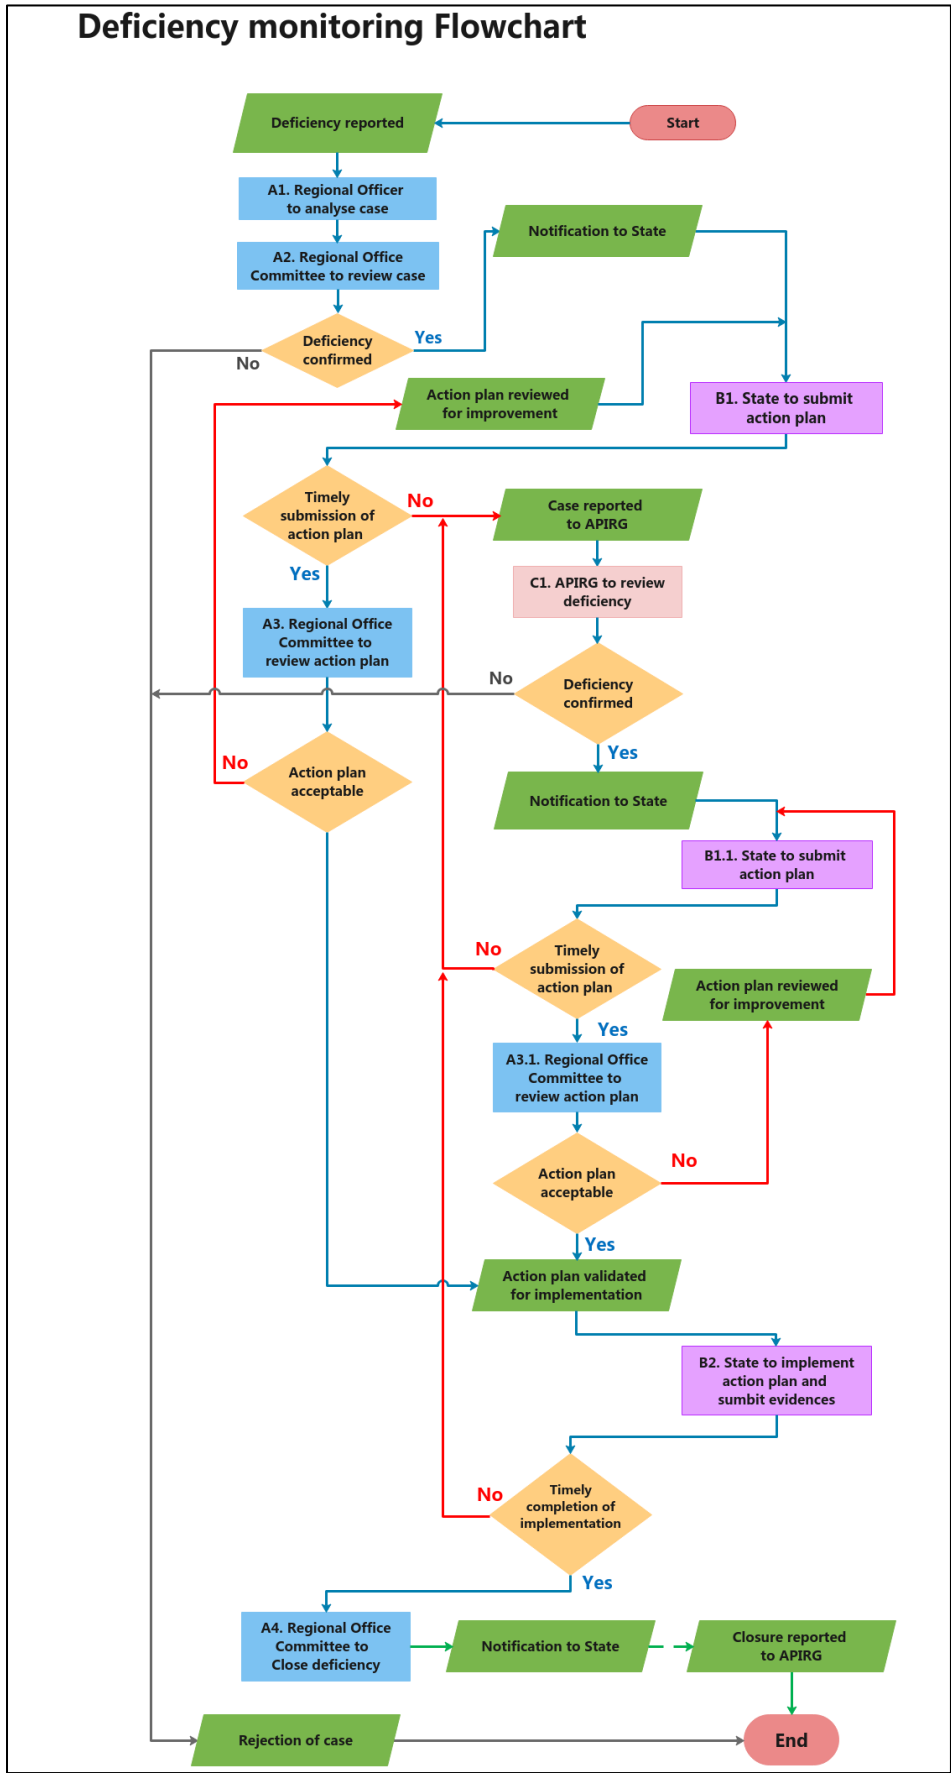 Deficiency monitoring Flowchart
Start
Deficiency reported
A1. Regional Officer
to analyse case
A2. Regional Office
Committee to review case
Notification to State
Deficiency
confirmed
Yes
No
Action plan reviewed
for improvement
B1. State to submit
action plan
Timely
submission of
action plan
No
Yes
Case reported
to APIRG
C1. APIRG to review
deficiency
A3. Regional Office
Committee to
review action plan
Deficiency
confirmed
No
Yes
Action plan
acceptable
No
Notification to State
B1.1. State to submit
action plan
Timely
submission of
action plan
No
Yes
Action plan reviewed
for improvement
A3.1. Regional Office
Committee to
review action plan
Action plan
acceptable
No
Yes
Action plan validated
for implementation
B2. State to implement
action plan and
sumbit evidences
Timely
completion of
implementation
No
Yes
A4. Regional Office
Committee to
Close deficiency
Notification to State
Closure reported
to APIRG
Rejection of case
End